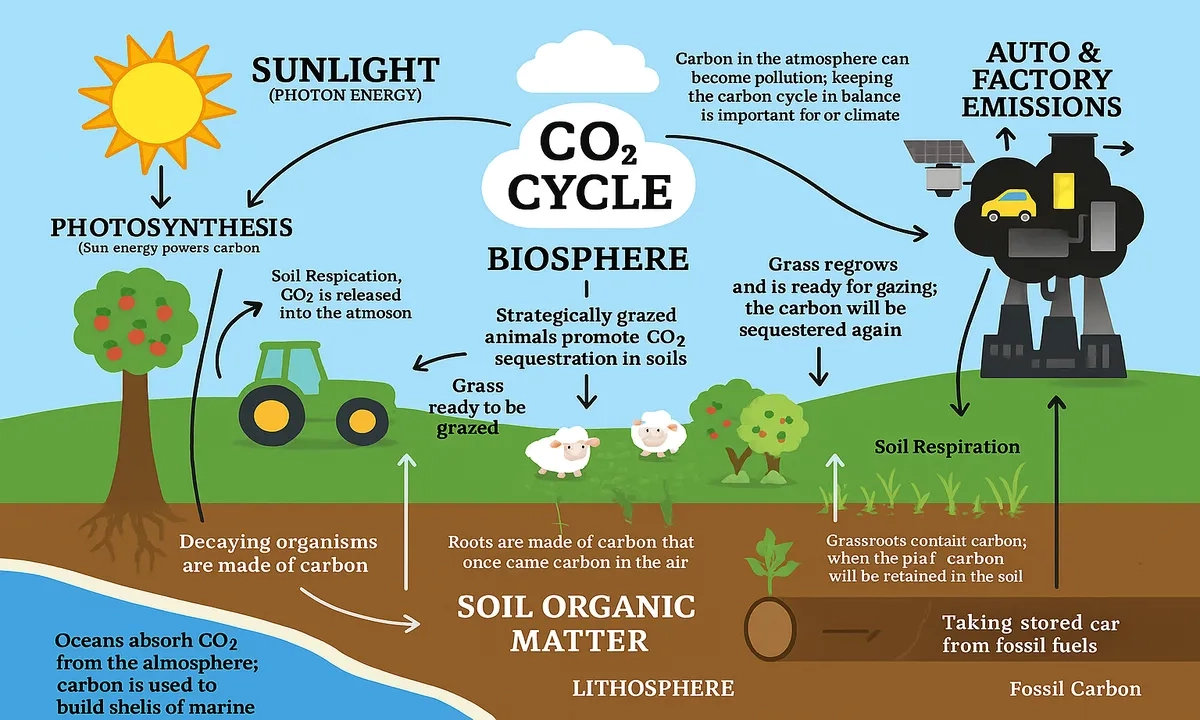 SUNLIGHT
(PHOTON ENERGY)
CO₂
CYCLE
Carbon in the atmosphere can
become pollution; keeping
the carbon cycle in balance
is important for or climate
AUTO &
FACTORY
EMISSIONS
PHOTOSYNTHESIS
(Sun energy powers carbon
BIOSPHERE
Soil Respication,
CO₂ is released
into the atmoson
Strategically grazed
animals promote CO₂
sequestration in soils
Grass regrows
and is ready for gazing;
the carbon will be
sequestered again
Grass
ready to be
grazed
Soil Respiration
Decaying organisms
are made of carbon
Roots are made of carbon that
once came carbon in the air
Grassroots contait carbon;
when the piaf carbon
will be retained in the soil
SOIL ORGANIC
MATTER
Taking stored car
from fossil fuels
Oceans absorh CO₂
from the almosphere;
carbon is used to
build shelis of marine
LITHOSPHERE
Fossil Carbon